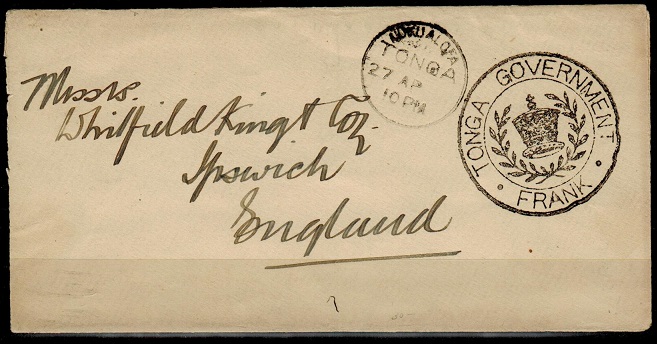 Messrs.
Whitfield King & Co.
Ipswich
England
NUKUALOFA
TONGA
27 AP
10 PM
TONGA GOVERNMENT
• FRANK •